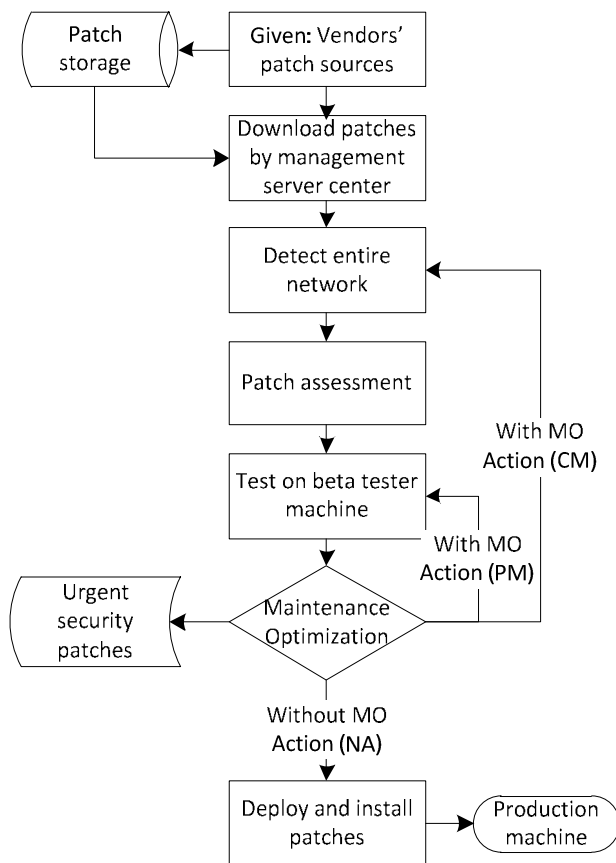 Patch
storage
Given: Vendors'
patch sources
Download patches
by management
server center
Detect entire
network
Patch assessment
With MO
Action (CM)
Test on beta tester
machine
With MO
Action (PM)
Urgent
security
patches
Maintenance
Optimization
Without MO
Action (NA)
Deploy and install
patches
Production
machine